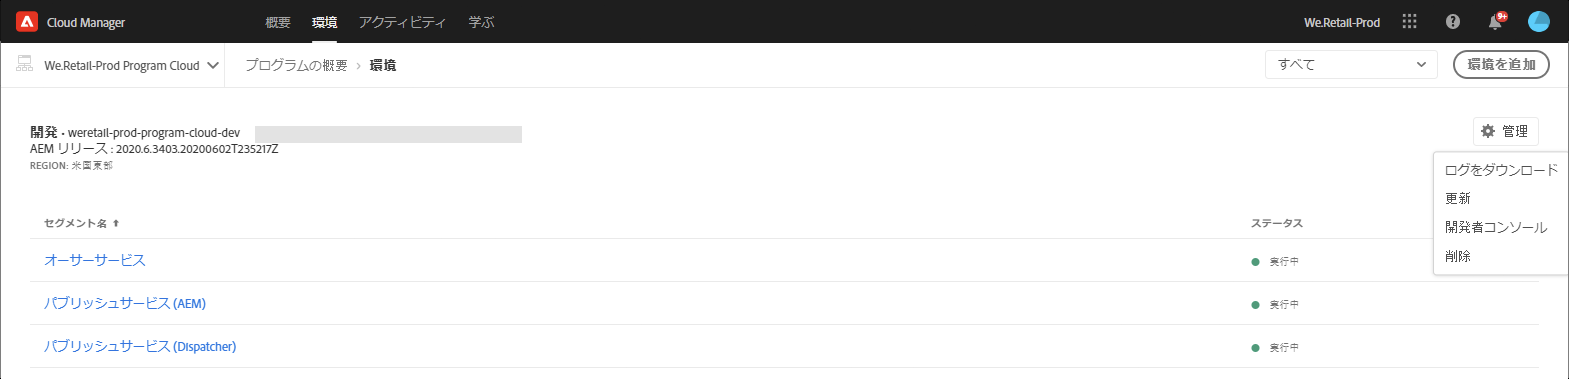 Cloud Manager 概要 環境 アクティビティ 学ぶ We.Retail-Prod 9+
We.Retail-Prod Program Cloud プログラムの概要 › 環境 すべて 環境を追加
開発 • weretail-prod-program-cloud-dev
管理
AEM リリース : 2020.6.3403.20200602T235217Z
REGION: 米国東部
ログをダウンロード
更新
開発者コンソール
削除
セグメント名 ↑ ステータス
オーサーサービス 実行中
パブリッシュサービス (AEM) 実行中
パブリッシュサービス (Dispatcher) 実行中